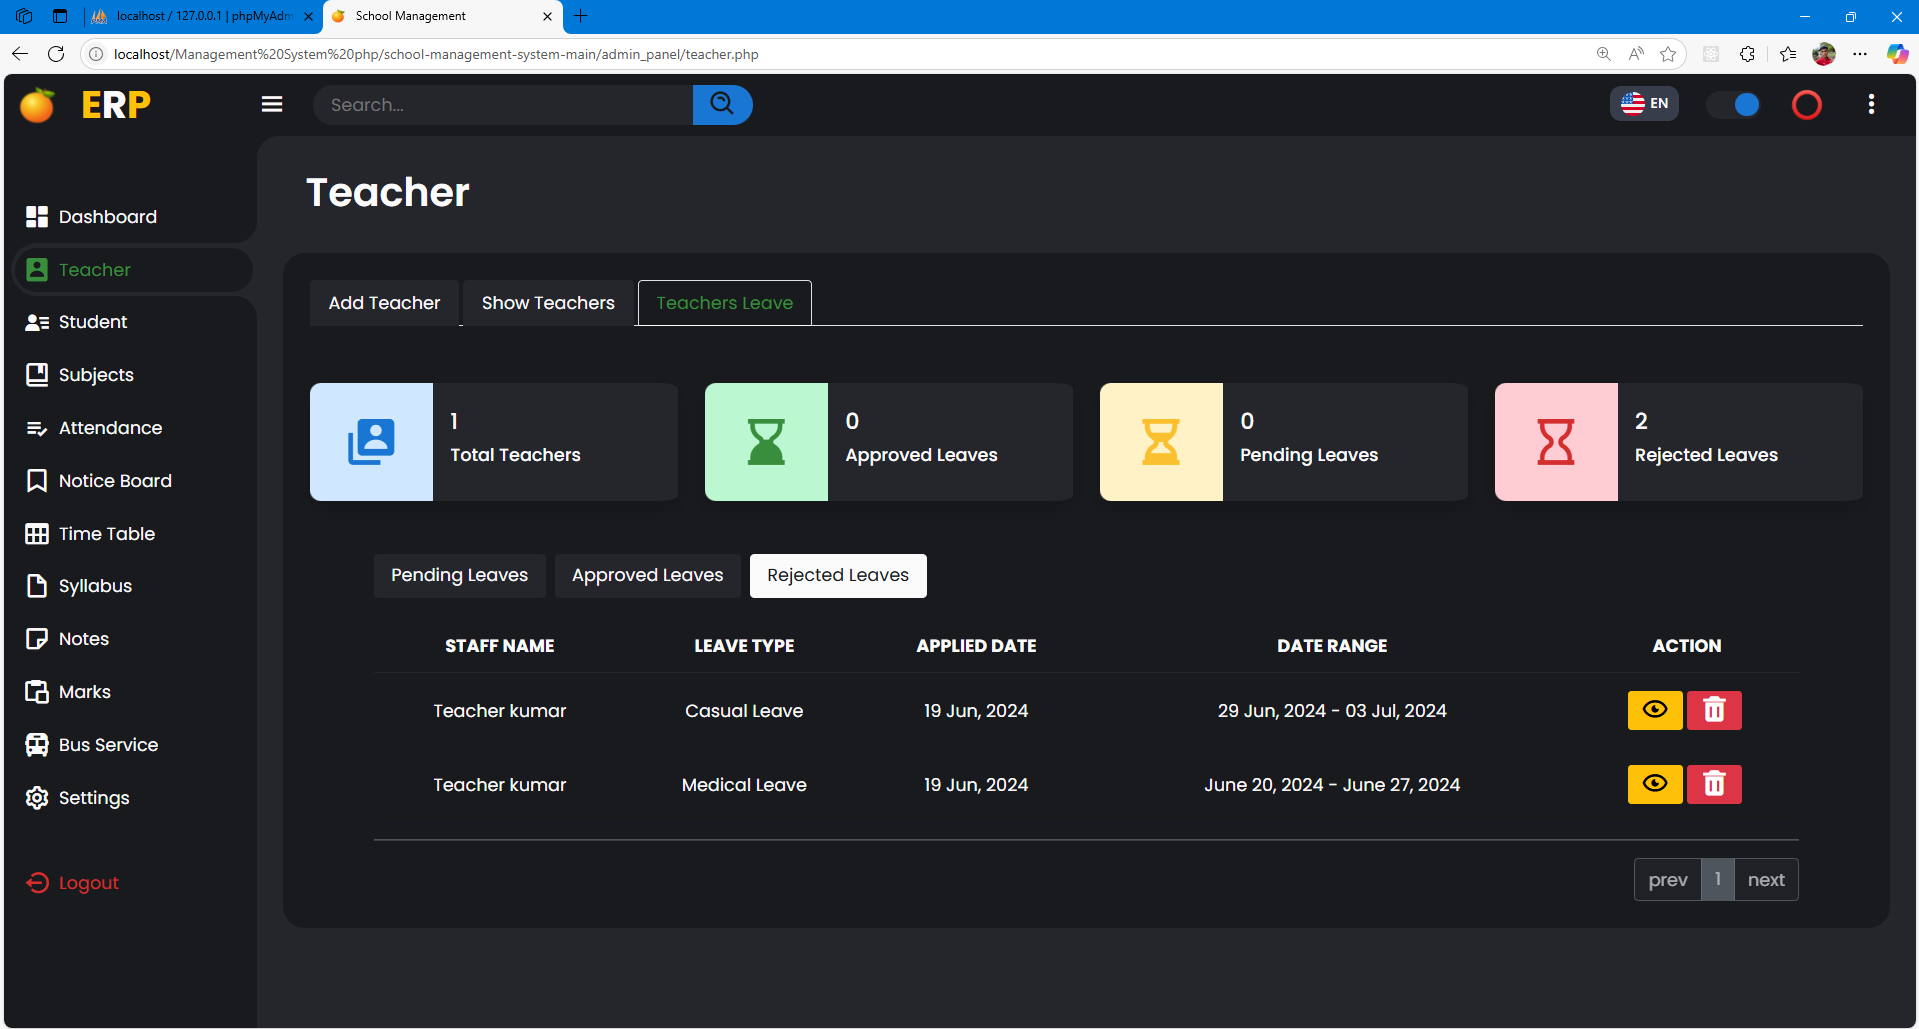 localhost / 127.0.0.1 | phpMyAdm
School Management
localhost/Management%20System%20php/school-management-system-main/admin_panel/teacher.php
ERP
Search...
EN
Teacher
Dashboard
Teacher
Student
Subjects
Attendance
Notice Board
Time Table
Syllabus
Notes
Marks
Bus Service
Settings
Logout
Add Teacher Show Teachers Teachers Leave
1
Total Teachers
0
Approved Leaves
0
Pending Leaves
2
Rejected Leaves
Pending Leaves Approved Leaves Rejected Leaves
STAFF NAME LEAVE TYPE APPLIED DATE DATE RANGE ACTION
Teacher kumar Casual Leave 19 Jun, 2024 29 Jun, 2024 - 03 Jul, 2024
Teacher kumar Medical Leave 19 Jun, 2024 June 20, 2024 - June 27, 2024
prev 1 next